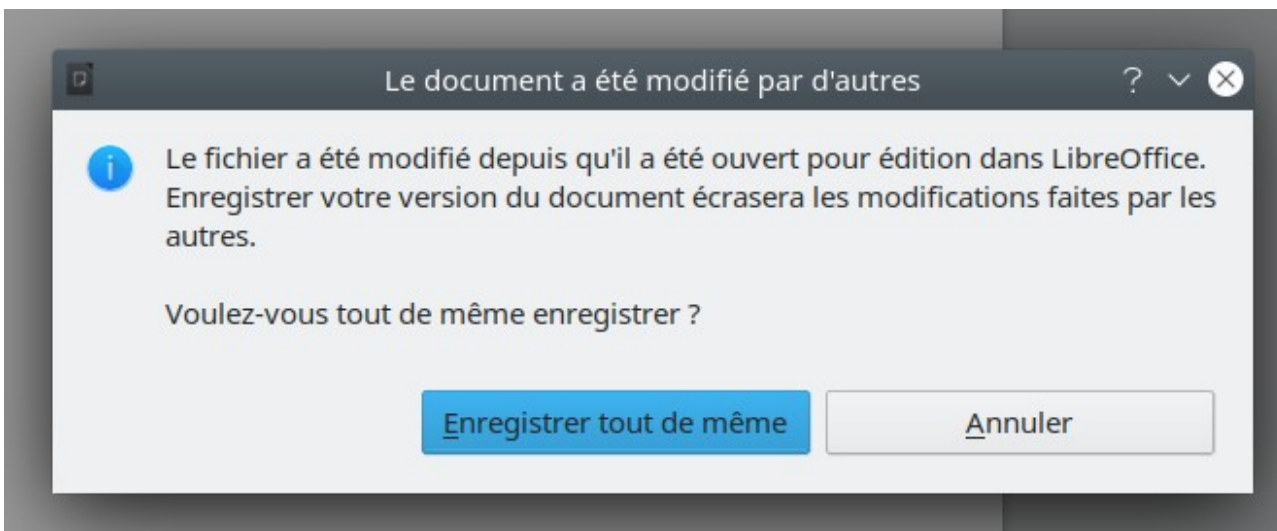 Le document a été modifié par d'autres
Le fichier a été modifié depuis qu'il a été ouvert pour édition dans LibreOffice.
Enregistrer votre version du document écrasera les modifications faites par les
autres.
Voulez-vous tout de même enregistrer ?
Enregistrer tout de même
Annuler